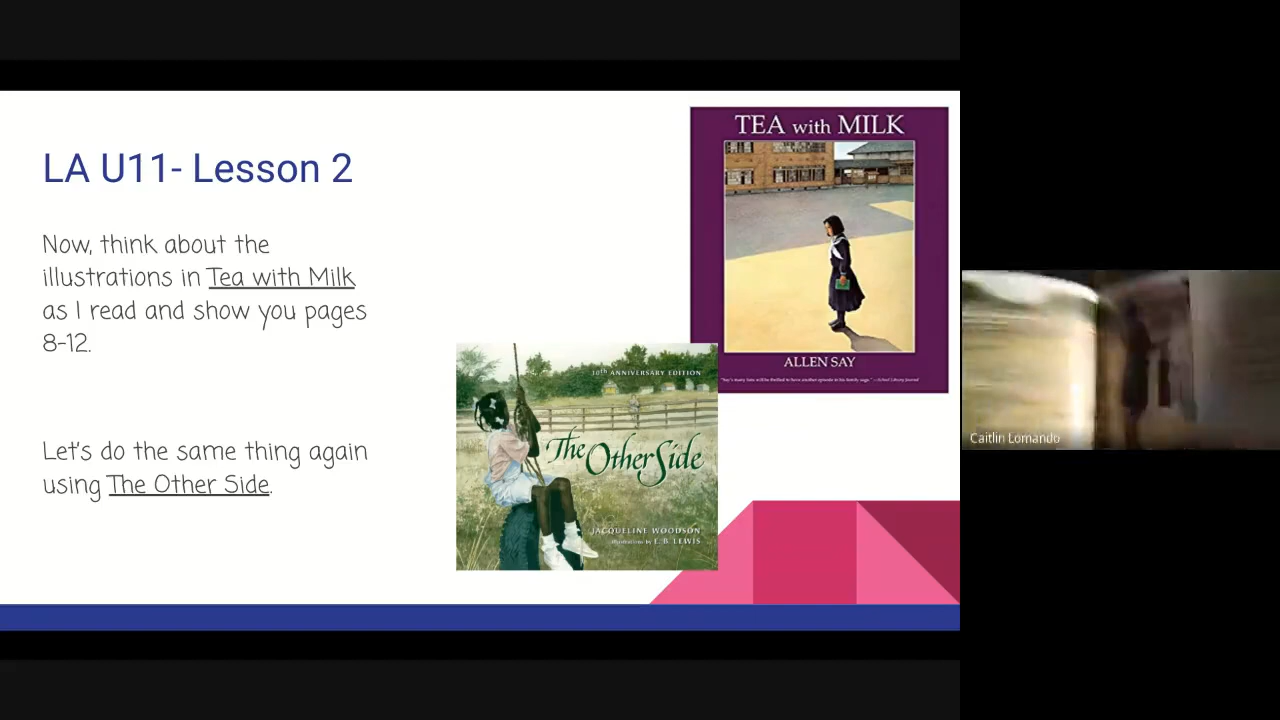 LA U11- Lesson 2
Now, think about the
illustrations in Tea with Milk
as I read and show you pages
8-12.
Let's do the same thing again
using The Other Side.
TEA with MILK
ALLEN SAY
10th ANNIVERSARY EDITION
The Other Side
JACQUELINE WOODSON
illustrations by E. B. LEWIS
Caitlin Lomando